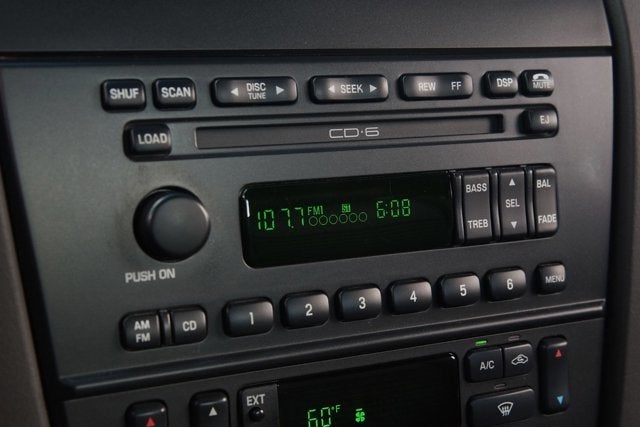 SHUF SCAN DISC TUNE SEEK REW FF DSP MUTE
LOAD CD·6 EJ
107.7 FM1 6:08 BASS TREB SEL BAL FADE
PUSH ON
AM FM CD 1 2 3 4 5 6 MENU
A/C
EXT 60°F